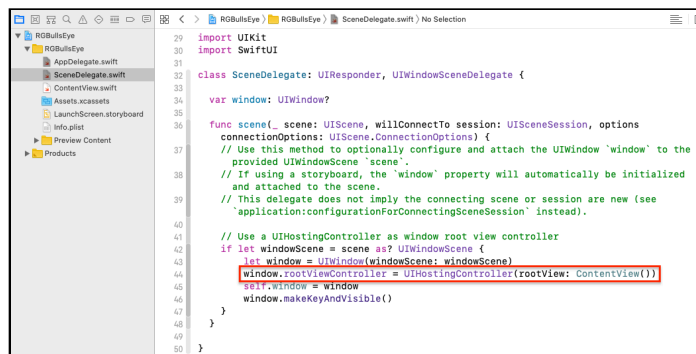 RGBullsEye
RGBullsEye
AppDelegate.swift
SceneDelegate.swift
ContentView.swift
Assets.xcassets
LaunchScreen.storyboard
Info.plist
Preview Content
Products
RGBullsEye 〉 RGBullsEye 〉 SceneDelegate.swift 〉 No Selection
29 import UIKit
30 import SwiftUI
31
32 class SceneDelegate: UIResponder, UIWindowSceneDelegate {
33
34 var window: UIWindow?
35
36 func scene(_ scene: UIScene, willConnectTo session: UISceneSession, options
connectionOptions: UIScene.ConnectionOptions) {
37 // Use this method to optionally configure and attach the UIWindow `window` to the
provided UIWindowScene `scene`.
38 // If using a storyboard, the `window` property will automatically be initialized
and attached to the scene.
39 // This delegate does not imply the connecting scene or session are new (see
`application:configurationForConnectingSceneSession` instead).
40
41 // Use a UIHostingController as window root view controller
42 if let windowScene = scene as? UIWindowScene {
43 let window = UIWindow(windowScene: windowScene)
44 window.rootViewController = UIHostingController(rootView: ContentView())
45 self.window = window
46 window.makeKeyAndVisible()
47 }
48 }
49
50 }